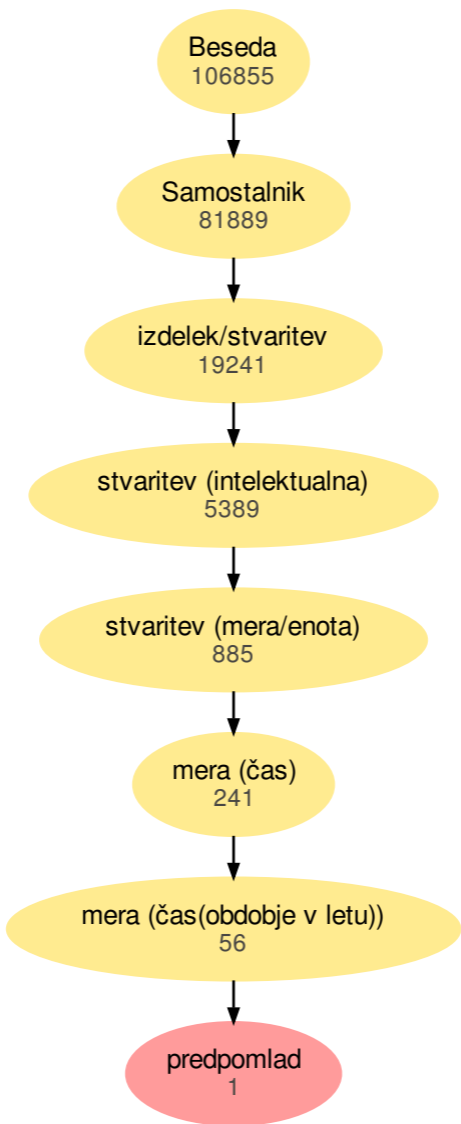 Beseda
106855
Samostalnik
81889
izdelek/stvaritev
19241
stvaritev (intelektualna)
5389
stvaritev (mera/enota)
885
mera (čas)
241
mera (čas(obdobje v letu))
56
predpomlad
1